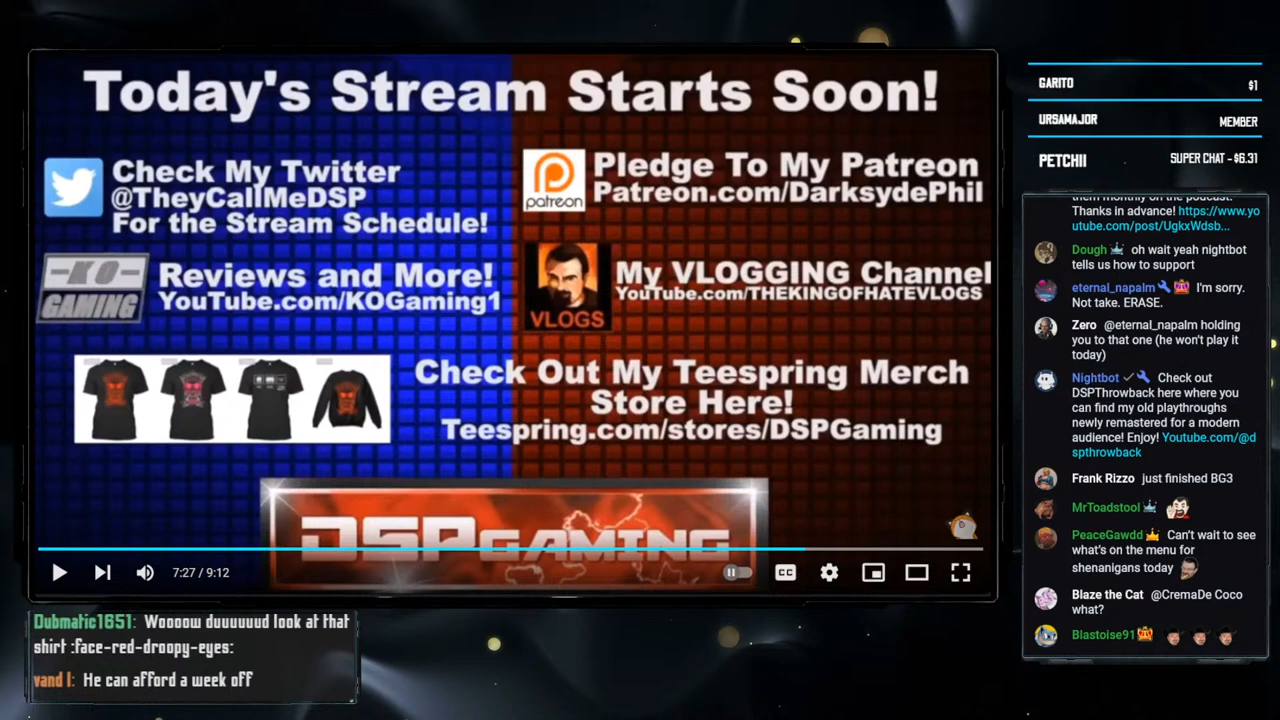 Today's Stream Starts Soon!
Check My Twitter
@TheyCallMeDSP
For the Stream Schedule!
patreon
Pledge To My Patreon
Patreon.com/DarksydePhil
-KO-
GAMING
Reviews and More!
YouTube.com/KOGaming1
VLOGS
My VLOGGING Channel
YouTube.com/THEKINGOFHATEVLOGS
Check Out My Teespring Merch
Store Here!
Teespring.com/stores/DSPGaming
DSPGAMING
7:27 / 9:12
CC
Dubmatic1651: Woooow duuuuuud look at that
shirt :face-red-droopy-eyes:
vand l: He can afford a week off
GARITO $1
URSAMAJOR MEMBER
PETCHII SUPER CHAT - $6.31
them monthly on the podcast.
Thanks in advance! https://www.yo
utube.com/post/UgkxWdsb...
Dough oh wait yeah nightbot
tells us how to support
eternal_napalm I'm sorry.
Not take. ERASE.
Zero @eternal_napalm holding
you to that one (he won't play it
today)
Nightbot Check out
DSPThrowback here where you
can find my old playthroughs
newly remastered for a modern
audience! Enjoy! Youtube.com/@d
spthrowback
Frank Rizzo just finished BG3
MrToadstool
PeaceGawdd Can't wait to see
what's on the menu for
shenanigans today
Blaze the Cat @CremaDe Coco
what?
Blastoise91